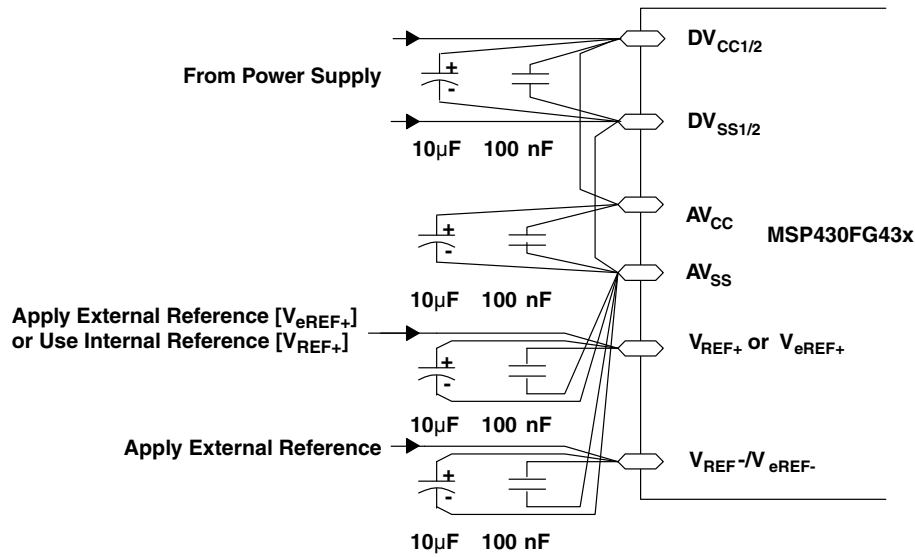 DVCC1/2
From Power Supply
+
-
DVSS1/2
10µF 100 nF
AVCC
MSP430FG43x
+
-
AVSS
10µF 100 nF
Apply External Reference [VeREF+]
or Use Internal Reference [VREF+]
VREF+ or VeREF+
+
-
10µF 100 nF
Apply External Reference
VREF-/VeREF-
+
-
10µF 100 nF